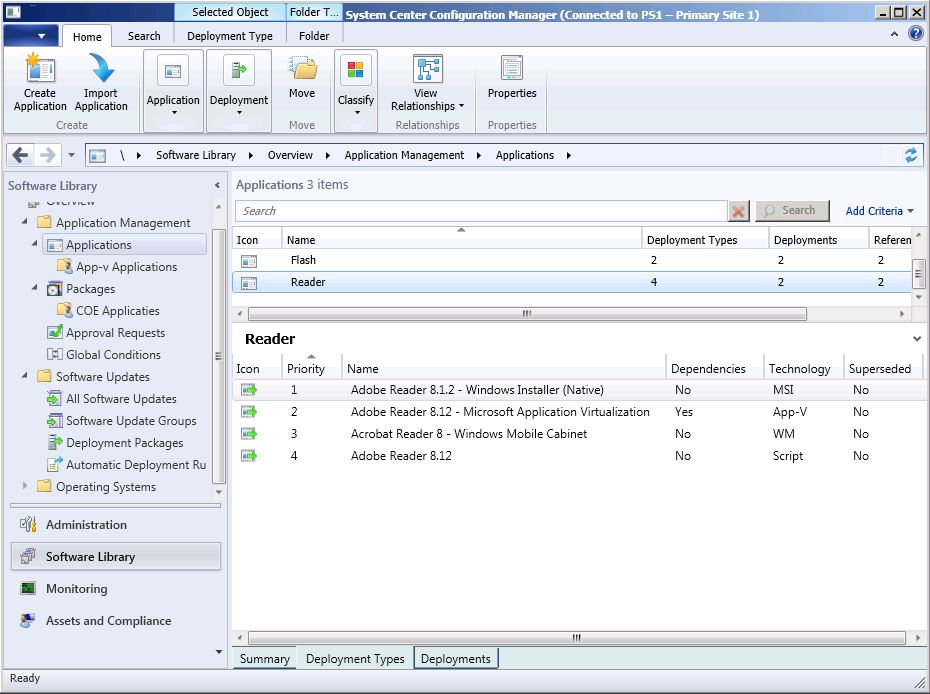 Selected Object Folder T... System Center Configuration Manager (Connected to PS1 – Primary Site 1)
Home Search Deployment Type Folder
Create Application
Import Application
Application
Deployment
Move
Classify
View Relationships
Properties
Create Move Relationships Properties
\ Software Library Overview Application Management Applications
Software Library
Overview
Application Management
Applications
App-v Applications
Packages
COE Applicaties
Approval Requests
Global Conditions
Software Updates
All Software Updates
Software Update Groups
Deployment Packages
Automatic Deployment Ru
Operating Systems
Administration
Software Library
Monitoring
Assets and Compliance
Applications 3 items
Search Search Add Criteria
Icon Name Deployment Types Deployments Referen
Flash 2 2 2
Reader 4 2 2
Reader
Icon Priority Name Dependencies Technology Superseded
1 Adobe Reader 8.1.2 - Windows Installer (Native) No MSI No
2 Adobe Reader 8.12 - Microsoft Application Virtualization Yes App-V No
3 Acrobat Reader 8 - Windows Mobile Cabinet No WM No
4 Adobe Reader 8.12 No Script No
Summary Deployment Types Deployments
Ready